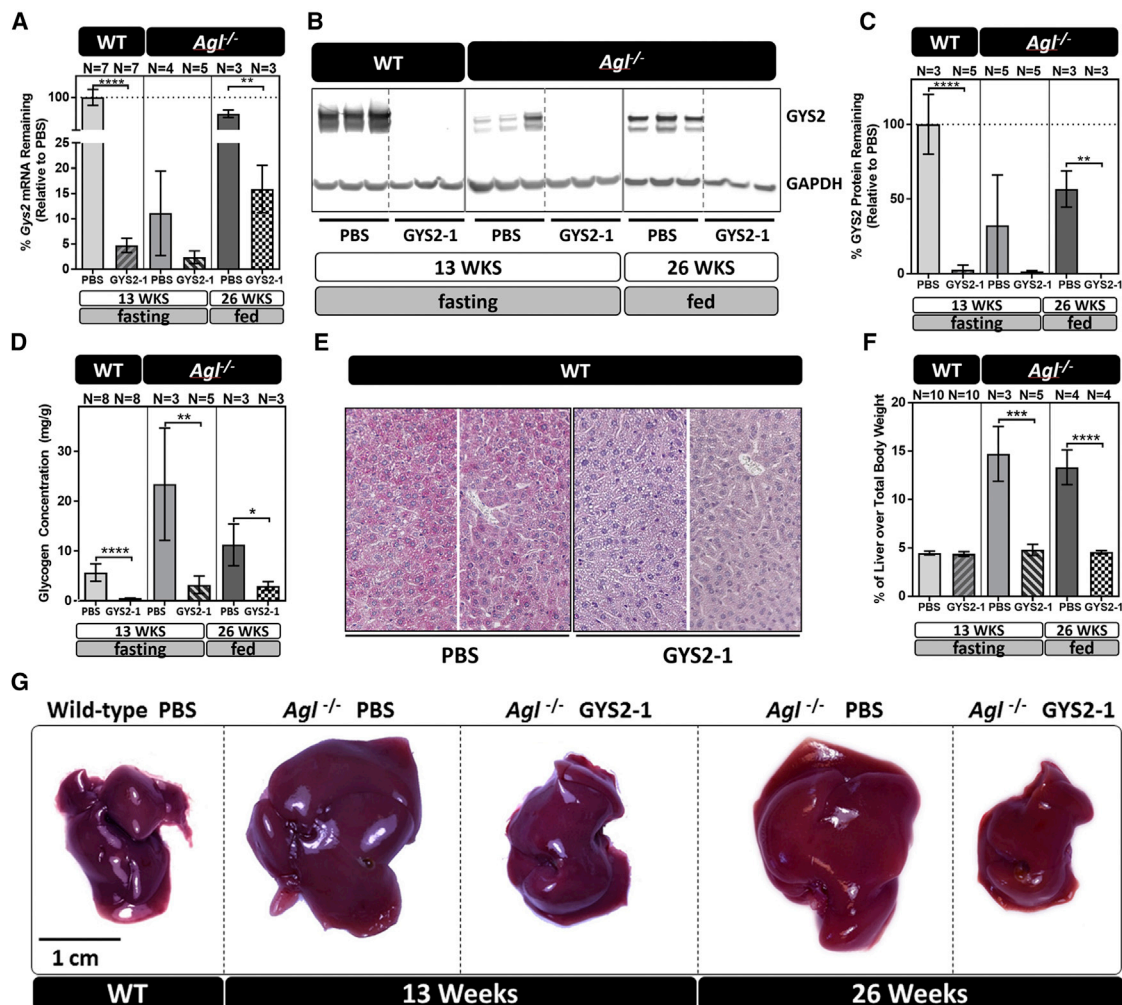 A
WT Agl-/-
N=7 N=7 N=4 N=5 N=3 N=3
**** **
100
80
60
40
20
15
10
5
0
% Gys2 mRNA Remaining
(Relative to PBS)
PBS GYS2-1 PBS GYS2-1 PBS GYS2-1
13 WKS 26 WKS
fasting fed
B
WT Agl-/-
GYS2
GAPDH
PBS GYS2-1 PBS GYS2-1 PBS GYS2-1
13 WKS 26 WKS
fasting fed
C
WT Agl-/-
N=3 N=5 N=5 N=5 N=3 N=3
**** **
100
50
0
% GYS2 Protein Remaining
(Relative to PBS)
PBS GYS2-1 PBS GYS2-1 PBS GYS2-1
13 WKS 26 WKS
fasting fed
D
WT Agl-/-
N=8 N=8 N=3 N=5 N=3 N=3
**** ** *
30
20
10
0
Glycogen Concentration (mg/g)
PBS GYS2-1 PBS GYS2-1 PBS GYS2-1
13 WKS 26 WKS
fasting fed
E
WT
PBS GYS2-1
F
WT Agl-/-
N=10 N=10 N=3 N=5 N=4 N=4
*** ****
20
15
10
5
0
% of Liver over Total Body Weight
PBS GYS2-1 PBS GYS2-1 PBS GYS2-1
13 WKS 26 WKS
fasting fed
G
Wild-type PBS Agl -/- PBS Agl -/- GYS2-1 Agl -/- PBS Agl -/- GYS2-1
1 cm
WT 13 Weeks 26 Weeks